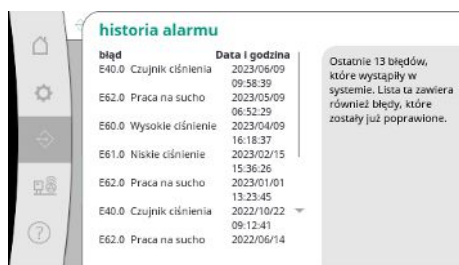 historia alarmu
błąd Data i godzina
E40.0 Czujnik ciśnienia 2023/06/09
09:58:39
E62.0 Praca na sucho 2023/05/09
06:52:29
E60.0 Wysokie ciśnienie 2023/04/09
16:18:37
E61.0 Niskie ciśnienie 2023/02/15
15:36:26
E62.0 Praca na sucho 2023/01/01
13:23:45
E40.0 Czujnik ciśnienia 2022/10/22
09:12:41
E62.0 Praca na sucho 2022/06/14
Ostatnie 13 błędów,
które wystąpiły w
systemie. Lista ta zawiera
również błędy, które
zostały już poprawione.
?